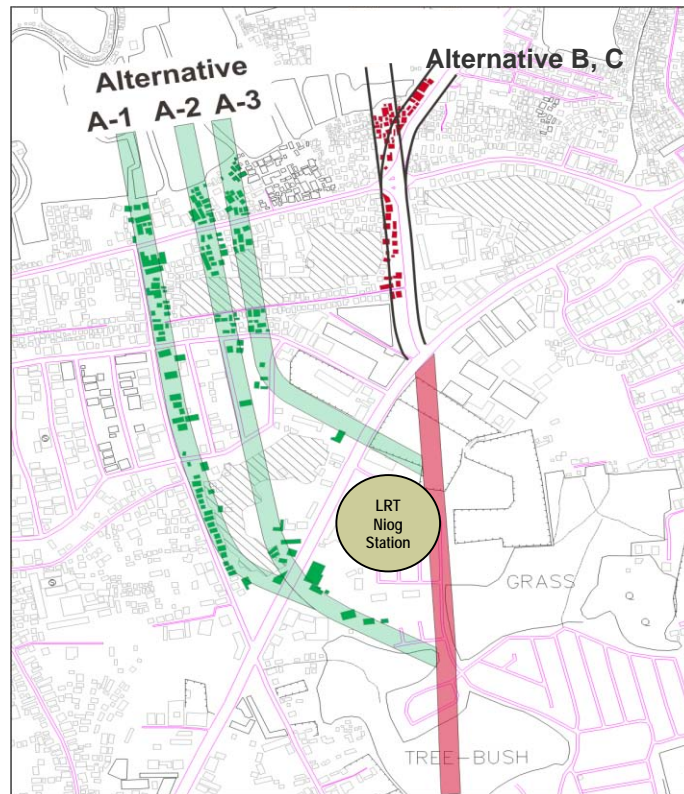 Alternative B, C
Alternative
A-1 A-2 A-3
LRT
Niog
Station
GRASS
TREE-BUSH